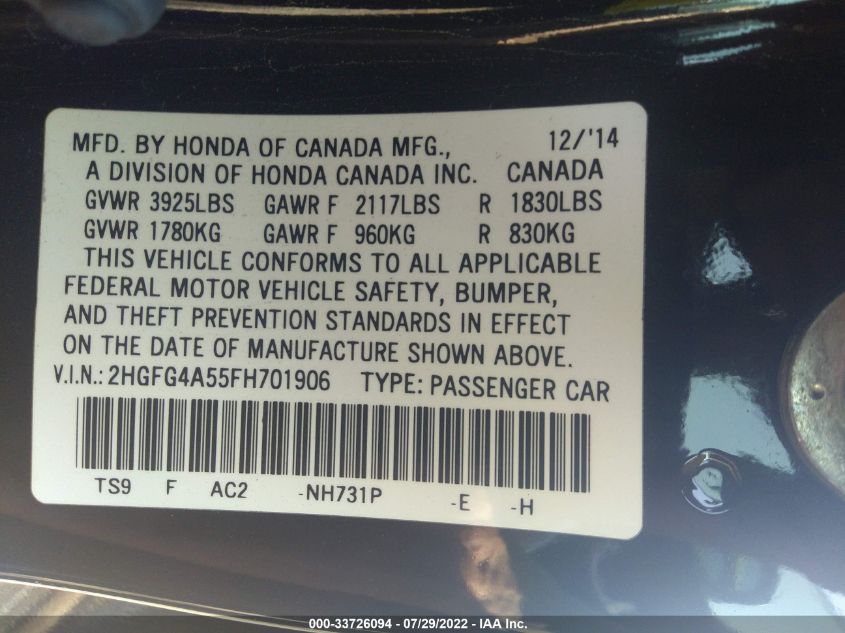 MFD. BY HONDA OF CANADA MFG., 12/'14
A DIVISION OF HONDA CANADA INC. CANADA
GVWR 3925LBS GAWR F 2117LBS R 1830LBS
GVWR 1780KG GAWR F 960KG R 830KG
THIS VEHICLE CONFORMS TO ALL APPLICABLE
FEDERAL MOTOR VEHICLE SAFETY, BUMPER,
AND THEFT PREVENTION STANDARDS IN EFFECT
ON THE DATE OF MANUFACTURE SHOWN ABOVE.
V.I.N.: 2HGFG4A55FH701906 TYPE: PASSENGER CAR
TS9 F AC2 -NH731P -E -H
000-33726094 / 07/29/2022 - IAA Inc.